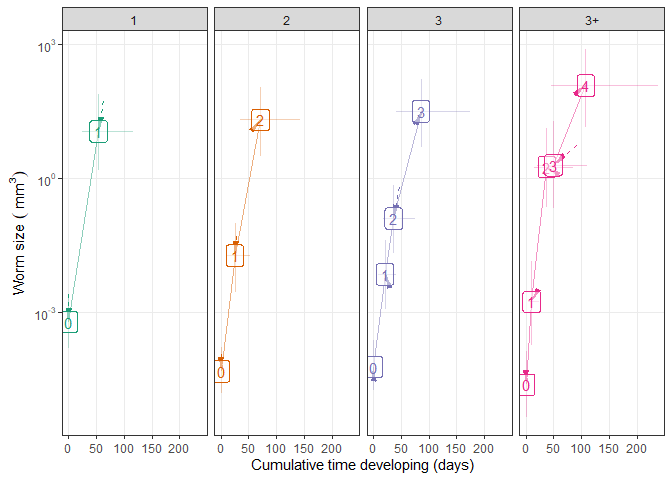 1 2 3 3+
10³
10⁰
10⁻³
Worm size ( mm³)
0 1
0 1 2
0 1 2 3
0 1 3 4
0 50 100 150 200 0 50 100 150 200 0 50 100 150 200 0 50 100 150 200
Cumulative time developing (days)